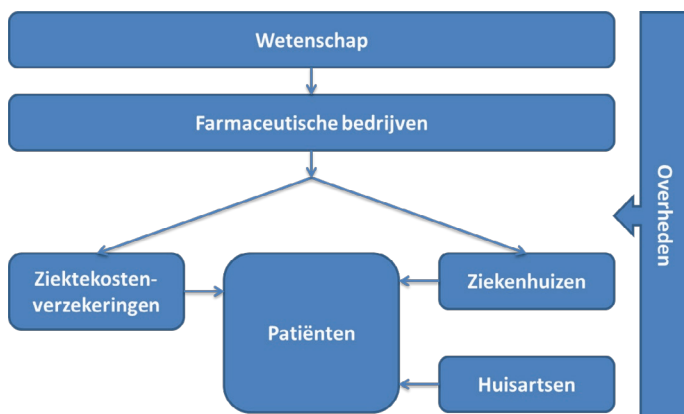 Wetenschap
Farmaceutische bedrijven
Overheden
Ziektekosten-
verzekeringen
Patiënten
Ziekenhuizen
Huisartsen